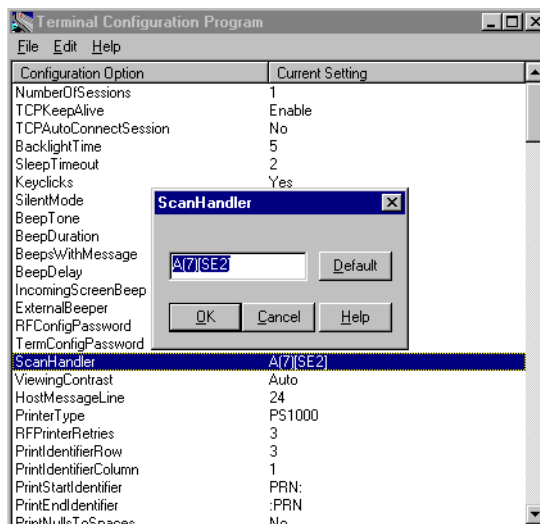 Terminal Configuration Program
File Edit Help
Configuration Option Current Setting
NumberOfSessions 1
TCPKeepAlive Enable
TCPAutoConnectSession No
BacklightTime 5
SleepTimeout 2
Keyclicks Yes
SilentMode
BeepTone
BeepDuration
BeepsWithMessage
BeepDelay
IncomingScreenBeep
ExternalBeeper
RFConfigPassword
TermConfigPassword
ScanHandler
A(7)[SE2] Default
OK Cancel Help
ScanHandler A(7)[SE2]
ViewingContrast Auto
HostMessageLine 24
PrinterType PS1000
RFPrinterRetries 3
PrintIdentifierRow 3
PrintIdentifierColumn 1
PrintStartIdentifier PRN:
PrintEndIdentifier :PRN
PrintNullsToSpaces No